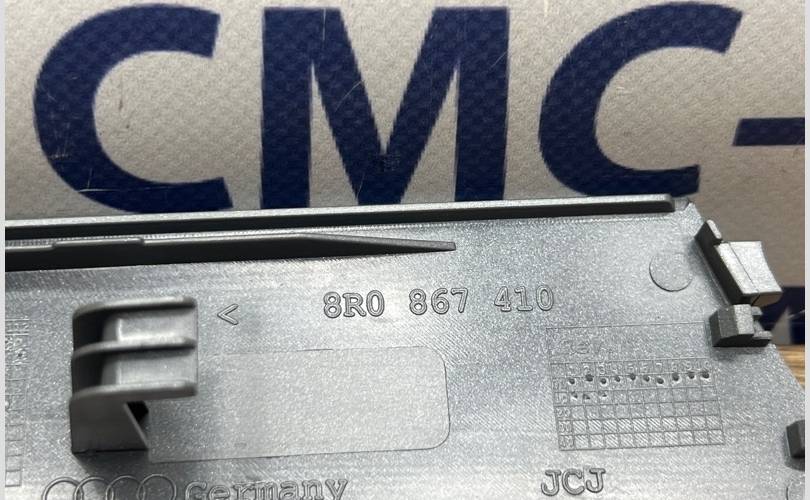 CMC-
< 8R0 867 410
Germany
JCJ